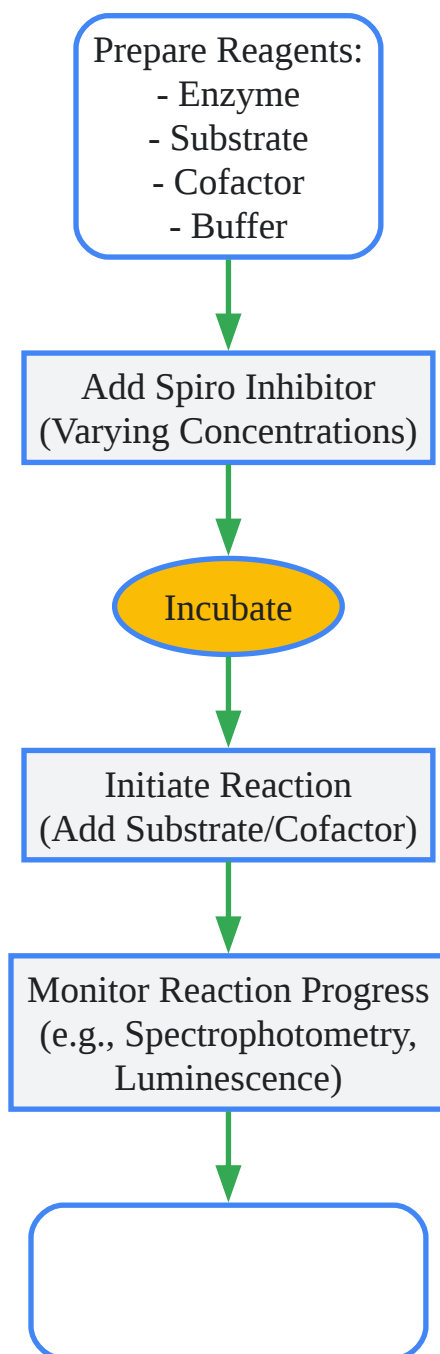 Prepare Reagents:
- Enzyme
- Substrate
- Cofactor
- Buffer
Add Spiro Inhibitor
(Varying Concentrations)
Incubate
Initiate Reaction
(Add Substrate/Cofactor)
Monitor Reaction Progress
(e.g., Spectrophotometry,
Luminescence)